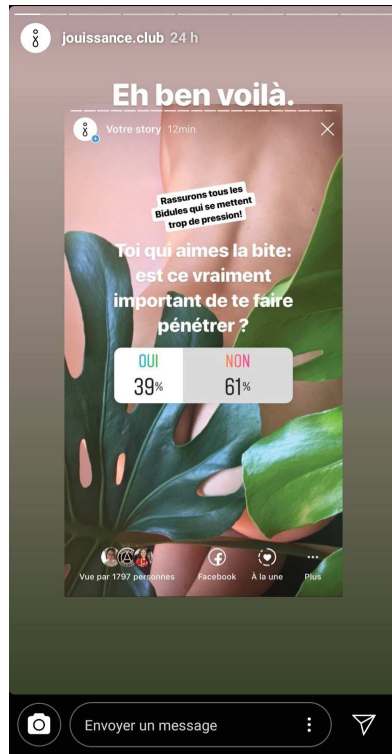 jouissance.club 24 h
Eh ben voilà.
Votre story 12min
Rassurons tous les
Bidules qui se mettent
trop de pression!
Toi qui aimes la bite:
est ce vraiment
important de te faire
pénétrer ?
OUI NON
39% 61%
Vue par 1797 personnes Facebook À la une Plus
Envoyer un message